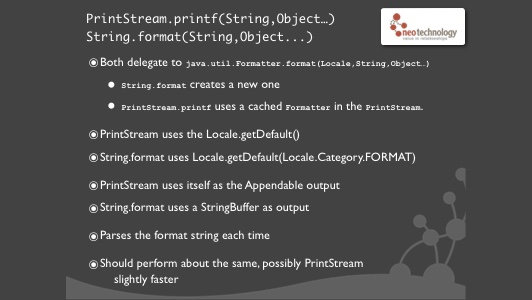 PrintStream.printf(String,Object…)
String.format(String,Object...)
neotechnology
value in relationships
Both delegate to java.util.Formatter.format(Locale,String,Object…)
String.format creates a new one
PrintStream.printf uses a cached Formatter in the PrintStream.
PrintStream uses the Locale.getDefault()
String.format uses Locale.getDefault(Locale.Category.FORMAT)
PrintStream uses itself as the Appendable output
String.format uses a StringBuffer as output
Parses the format string each time
Should perform about the same, possibly PrintStream
slightly faster